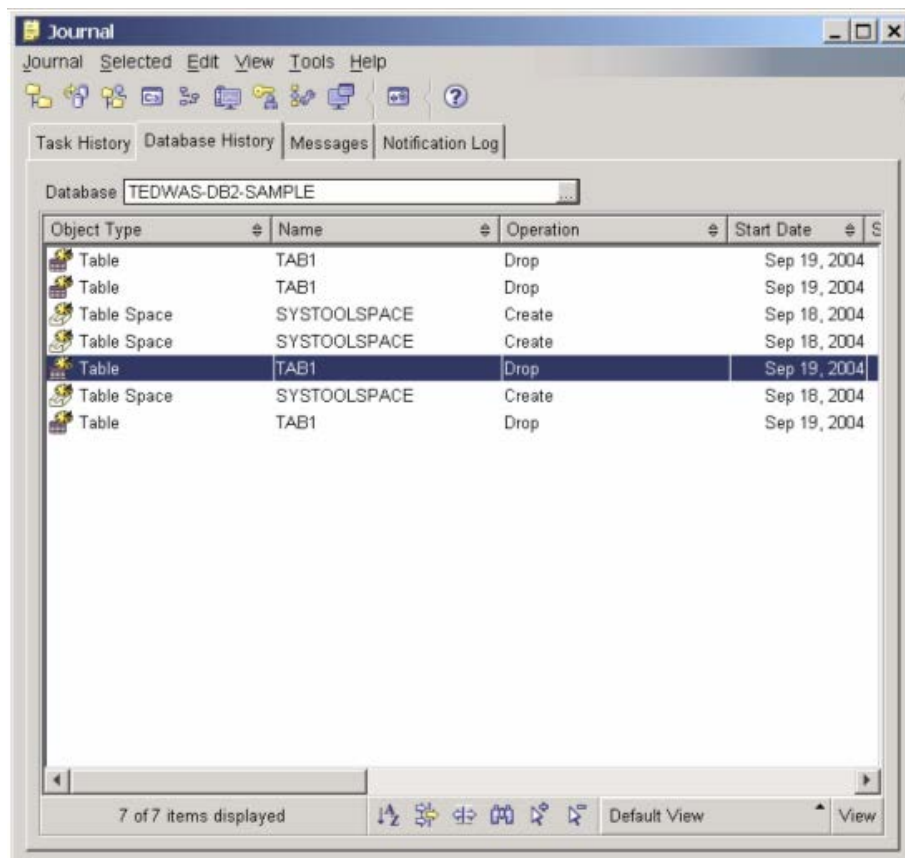 Journal
Journal Selected Edit View Tools Help
Task History Database History Messages Notification Log
Database TEDWAS-DB2-SAMPLE ...
Object Type Name Operation Start Date S
Table TAB1 Drop Sep 19, 2004
Table TAB1 Drop Sep 19, 2004
Table Space SYSTOOLSPACE Create Sep 18, 2004
Table Space SYSTOOLSPACE Create Sep 18, 2004
Table TAB1 Drop Sep 19, 2004
Table Space SYSTOOLSPACE Create Sep 18, 2004
Table TAB1 Drop Sep 19, 2004
7 of 7 items displayed Default View View